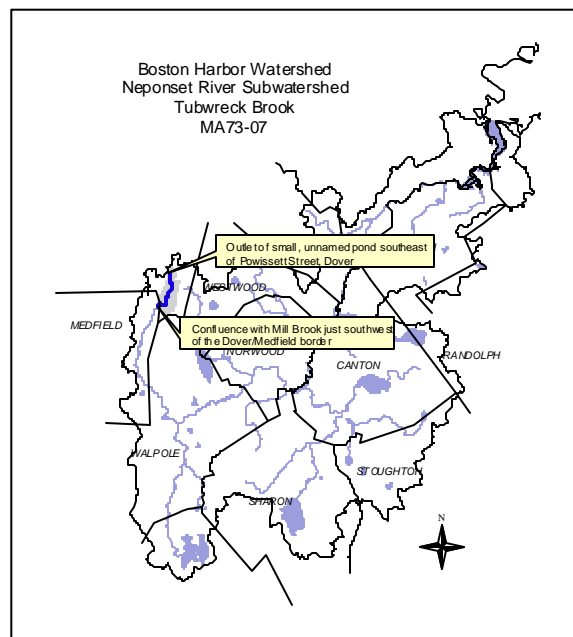 Boston Harbor Watershed
Neponset River Subwatershed
Tubwreck Brook
MA73-07
Outlet of small, unnamed pond southeast
of Powissett Street, Dover
WESTWOOD
MEDFIELD
Confluence with Mill Brook just southwest
of the Dover/Medfield border
NORWOOD
RANDOLPH
CANTON
WALPOLE
STOUGHTON
SHARON
N